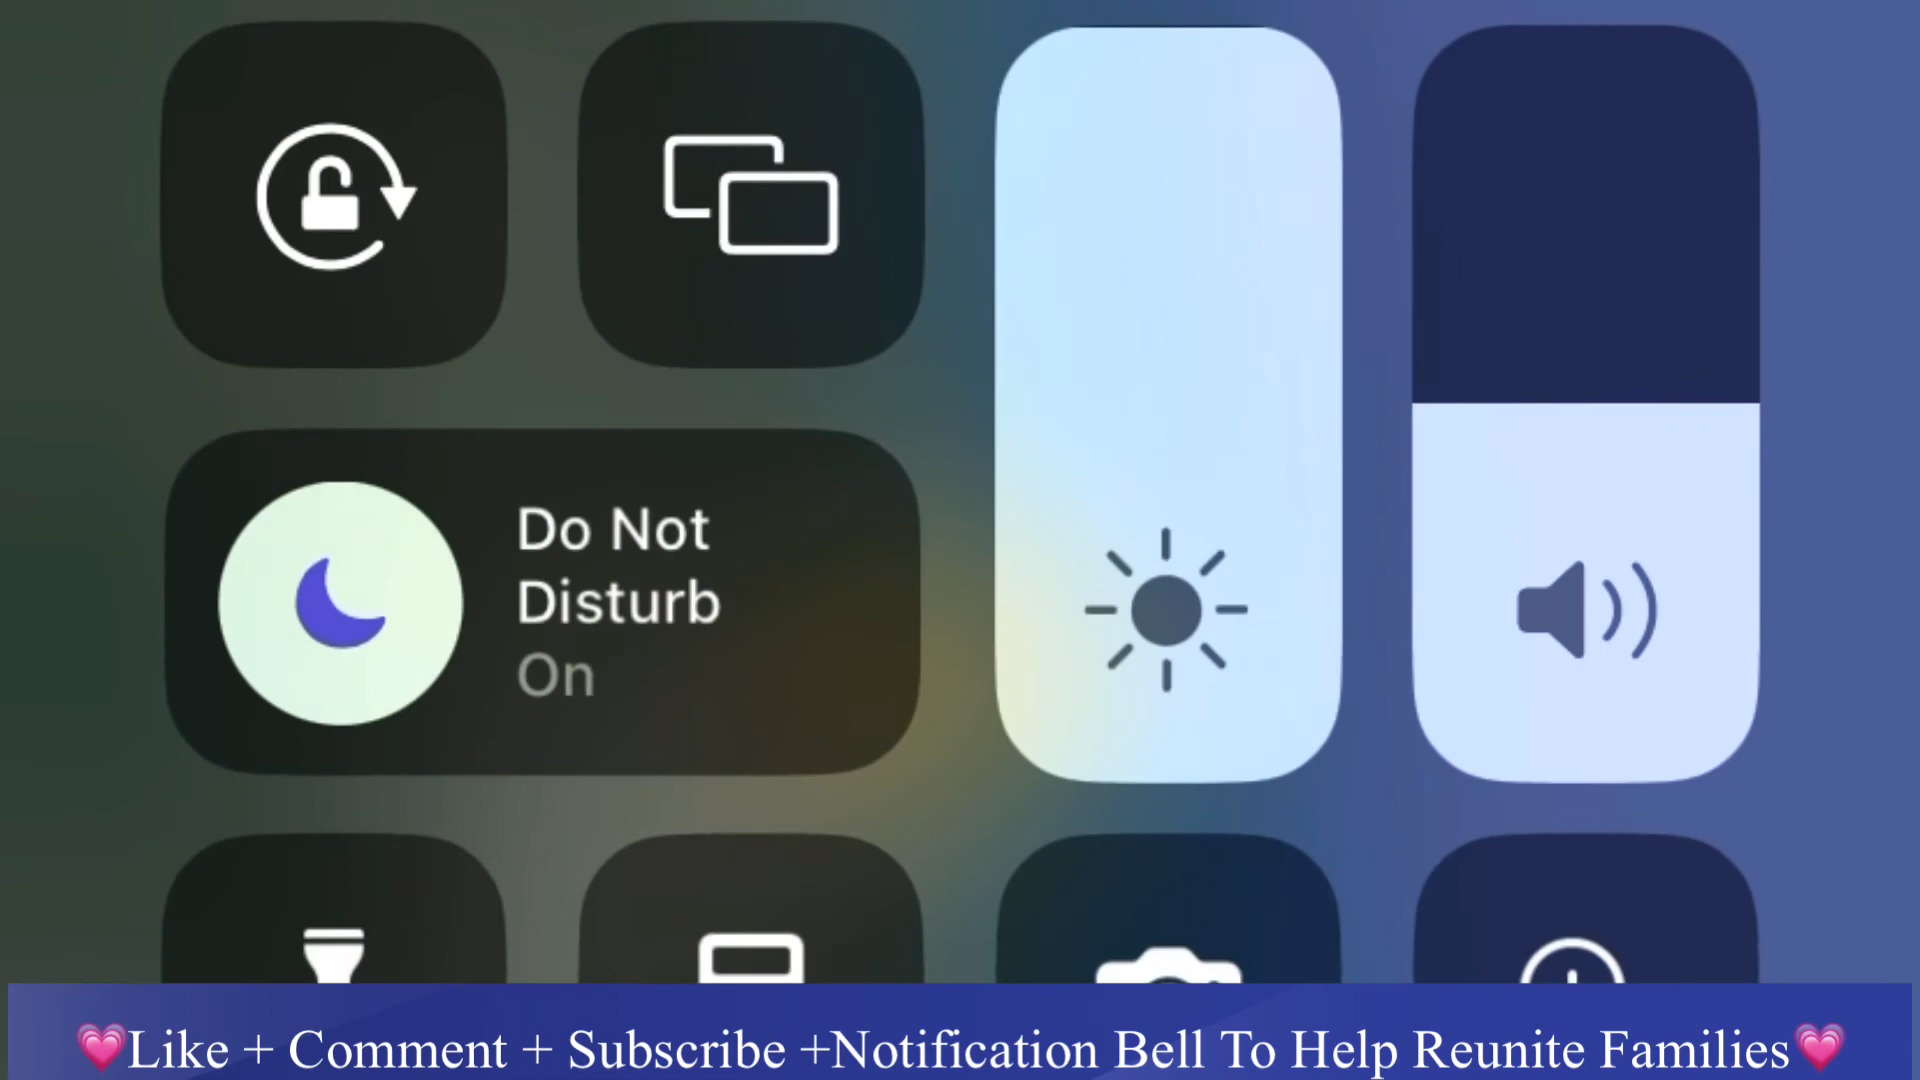 Do Not
Disturb
On
💗Like + Comment + Subscribe +Notification Bell To Help Reunite Families💗